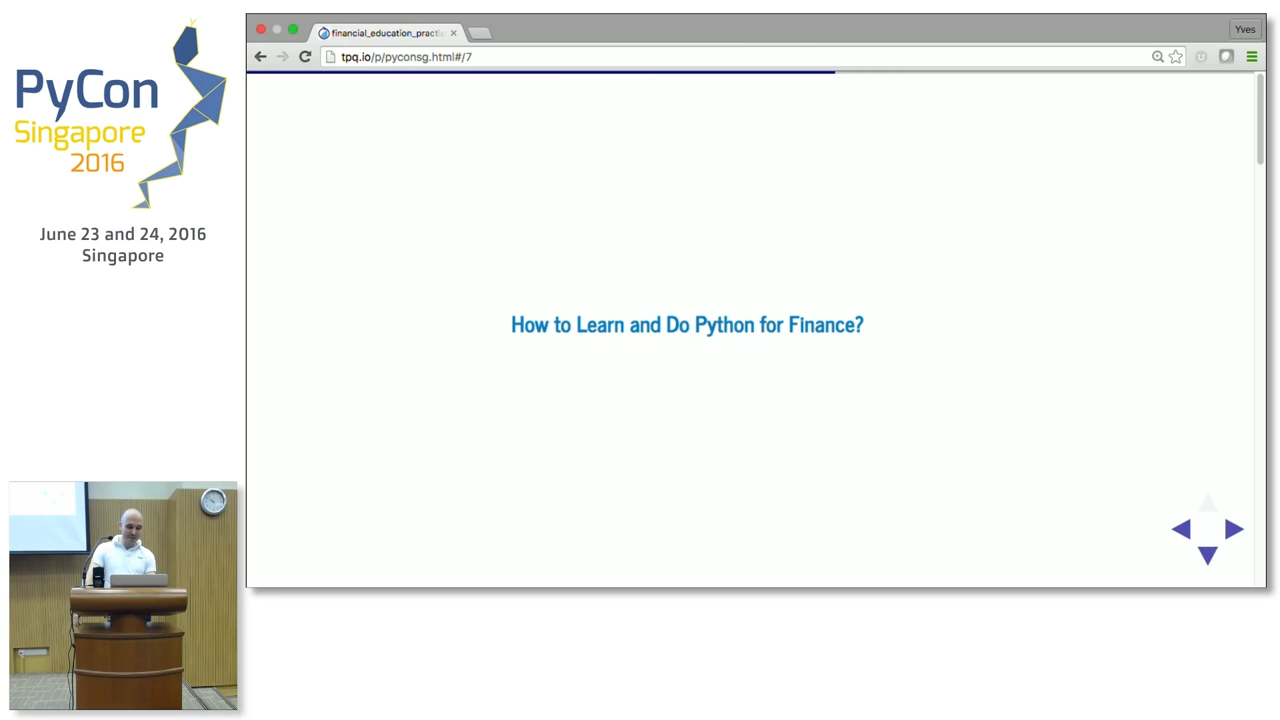 PyCon
Singapore
2016
June 23 and 24, 2016
Singapore
financial_education_practi
Yves
tpq.io/p/pyconsg.html#/7
How to Learn and Do Python for Finance?